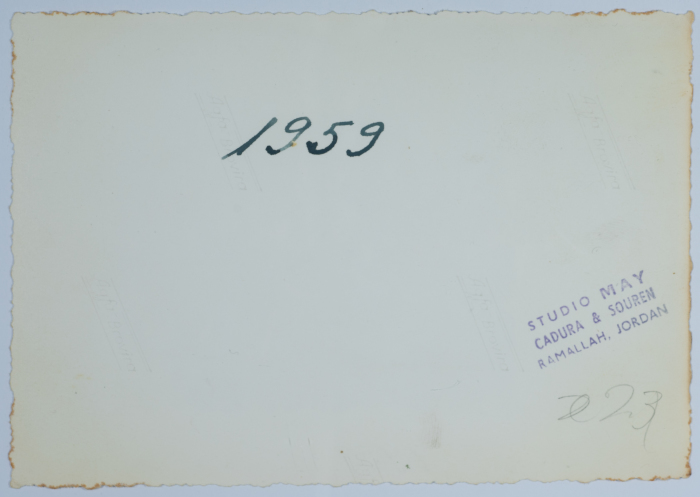 1959
STUDIO MAY
CADURA & SOUREN
RAMALLAH, JORDAN